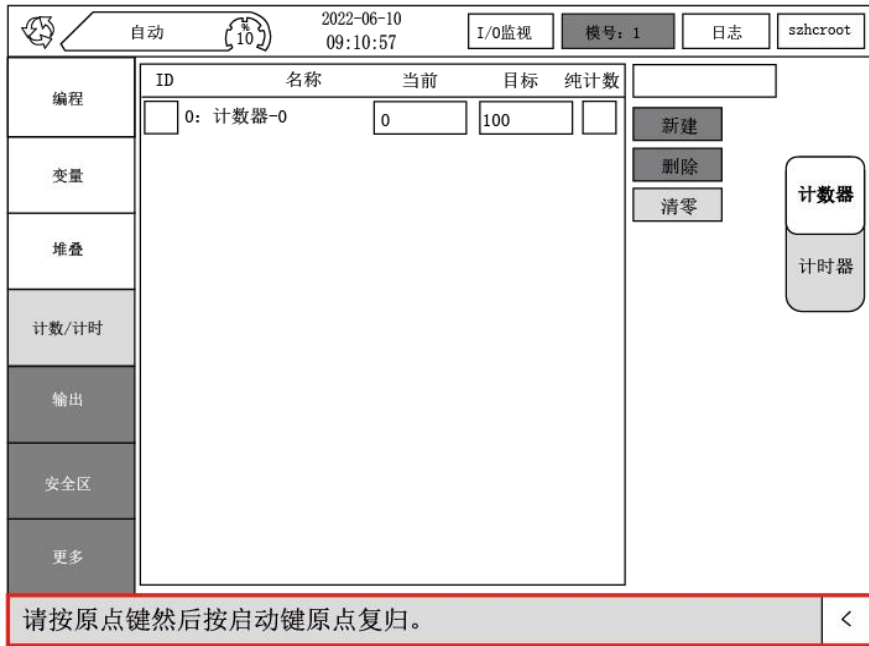 自动
%
10
2022-06-10
09:10:57
I/O监视
模号: 1
日志
szhcroot
编程
变量
堆叠
计数/计时
输出
安全区
更多
ID 名称 当前 目标 纯计数
0: 计数器-0 0 100
新建
删除
清零
计数器
计时器
请按原点键然后按启动键原点复归。
<